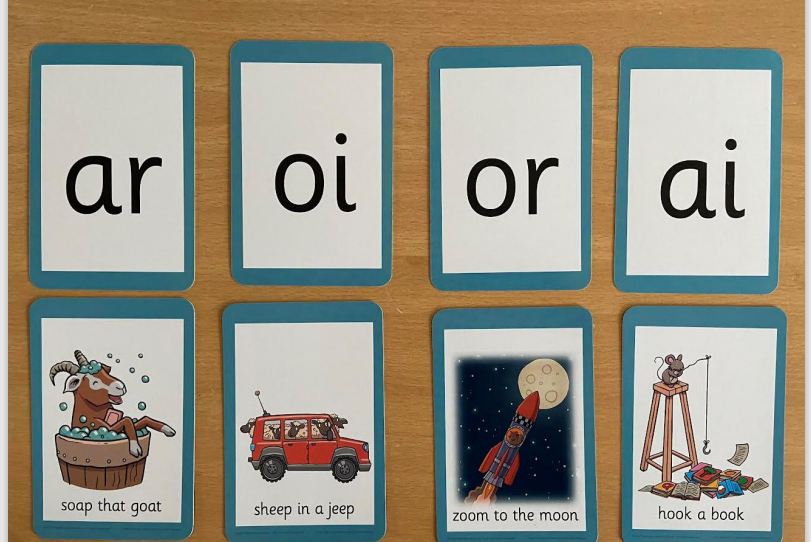 ar
oi
or
ai
soap that goat
sheep in a jeep
zoom to the moon
hook a book